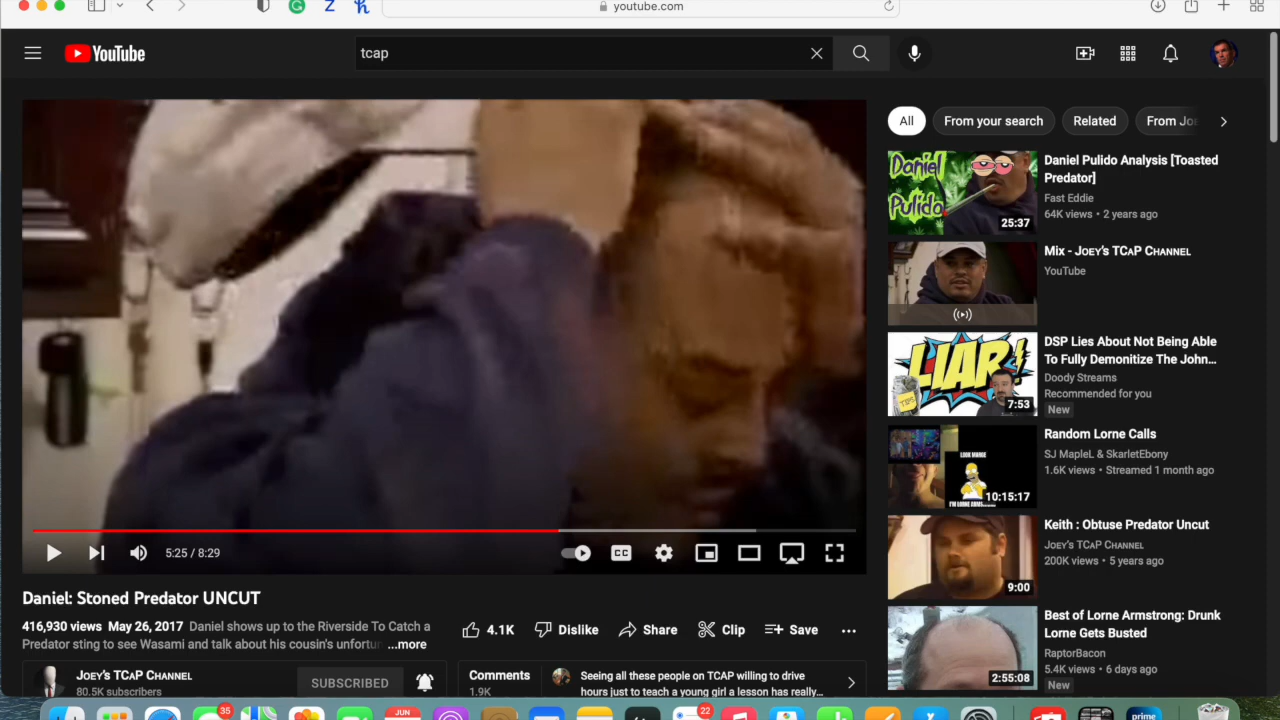 youtube.com
YouTube
tcap
All
From your search
Related
From Joe
Daniel Pulido
25:37
Daniel Pulido Analysis [Toasted
Predator]
Fast Eddie
64K views • 2 years ago
Mix - Joey's TCaP Channel
YouTube
LIAR!
TIPS
7:53
DSP Lies About Not Being Able
To Fully Demonitize The John...
Doody Streams
Recommended for you
New
LOOK MARGE
10:15:17
Random Lorne Calls
SJ MapleL & SkarletEbony
1.6K views • Streamed 1 month ago
9:00
Keith : Obtuse Predator Uncut
Joey's TCaP Channel
200K views • 5 years ago
2:55:08
Best of Lorne Armstrong: Drunk
Lorne Gets Busted
RaptorBacon
5.4K views • 6 days ago
New
5:25 / 8:29
CC
Daniel: Stoned Predator UNCUT
416,930 views May 26, 2017 Daniel shows up to the Riverside To Catch a
Predator sting to see Wasami and talk about his cousin's unfortu ...more
4.1K
Dislike
Share
Clip
Save
Joey's TCaP Channel
80.5K subscribers
SUBSCRIBED
Comments
1.9K
Seeing all these people on TCAP willing to drive
hours just to teach a young girl a lesson has really...
35
JUN
22
prime